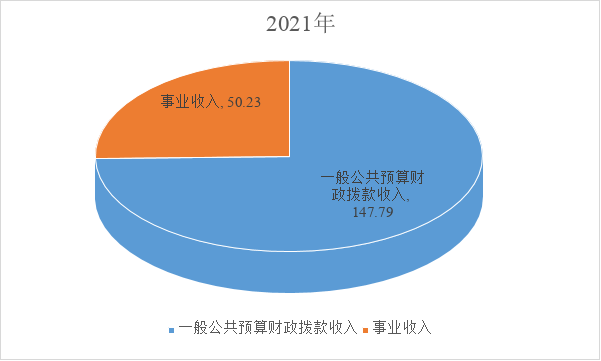 2021年
事业收入, 50.23
一般公共预算财
政拨款收入,
147.79
一般公共预算财政拨款收入 事业收入